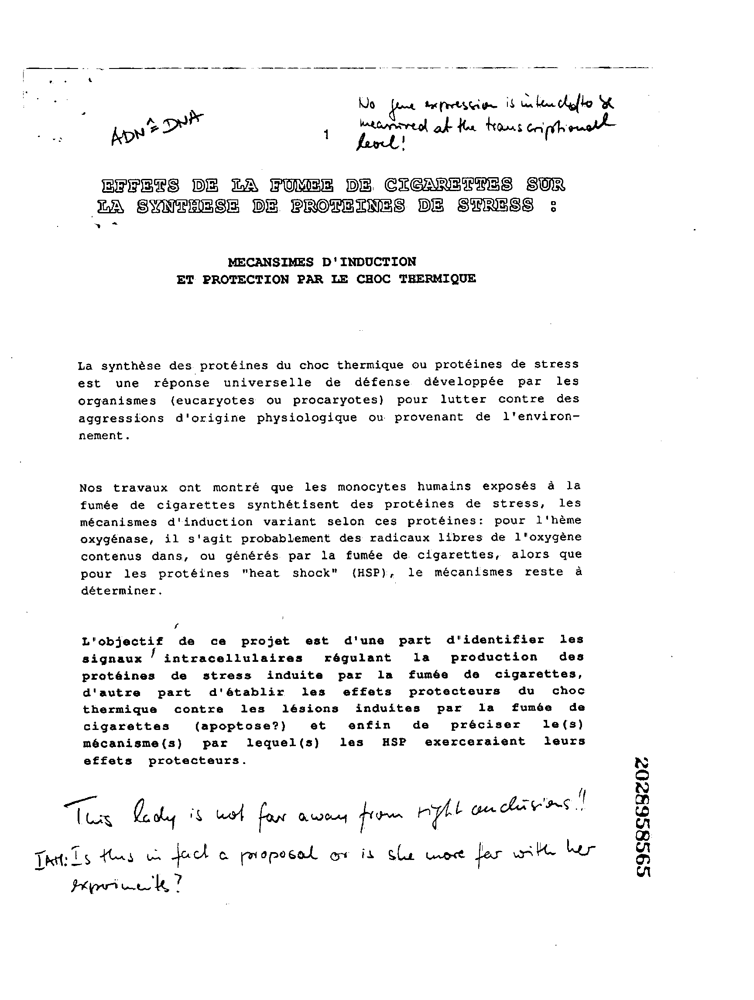 No gene expression is intended to be
ADN ≙ DNA
1
measured at the transcriptional
level!
EFFETS DE LA FUMEE DE CIGARETTES SUR
LA SYNTHESE DE PROTEINES DE STRESS :
MECANSIMES D'INDUCTION
ET PROTECTION PAR LE CHOC THERMIQUE
La synthèse des protéines du choc thermique ou protéines de stress
est une réponse universelle de défense développée par les
organismes (eucaryotes ou procaryotes) pour lutter contre des
aggressions d'origine physiologique ou provenant de l'environ-
nement.
Nos travaux ont montré que les monocytes humains exposés à la
fumée de cigarettes synthétisent des protéines de stress, les
mécanismes d'induction variant selon ces protéines: pour l'hème
oxygénase, il s'agit probablement des radicaux libres de l'oxygène
contenus dans, ou générés par la fumée de cigarettes, alors que
pour les protéines "heat shock" (HSP), le mécanismes reste à
déterminer.
L'objectif de ce projet est d'une part d'identifier les
signaux intracellulaires régulant la production des
protéines de stress induite par la fumée de cigarettes,
d'autre part d'établir les effets protecteurs du choc
thermique contre les lésions induites par la fumée de
cigarettes (apoptose?) et enfin de préciser le(s)
mécanisme(s) par lequel(s) les HSP exerceraient leurs
effets protecteurs.
This lady is not far away from right conclusions!!
Is this in fact a proposal or is she more far with her
experiments?
2028958565